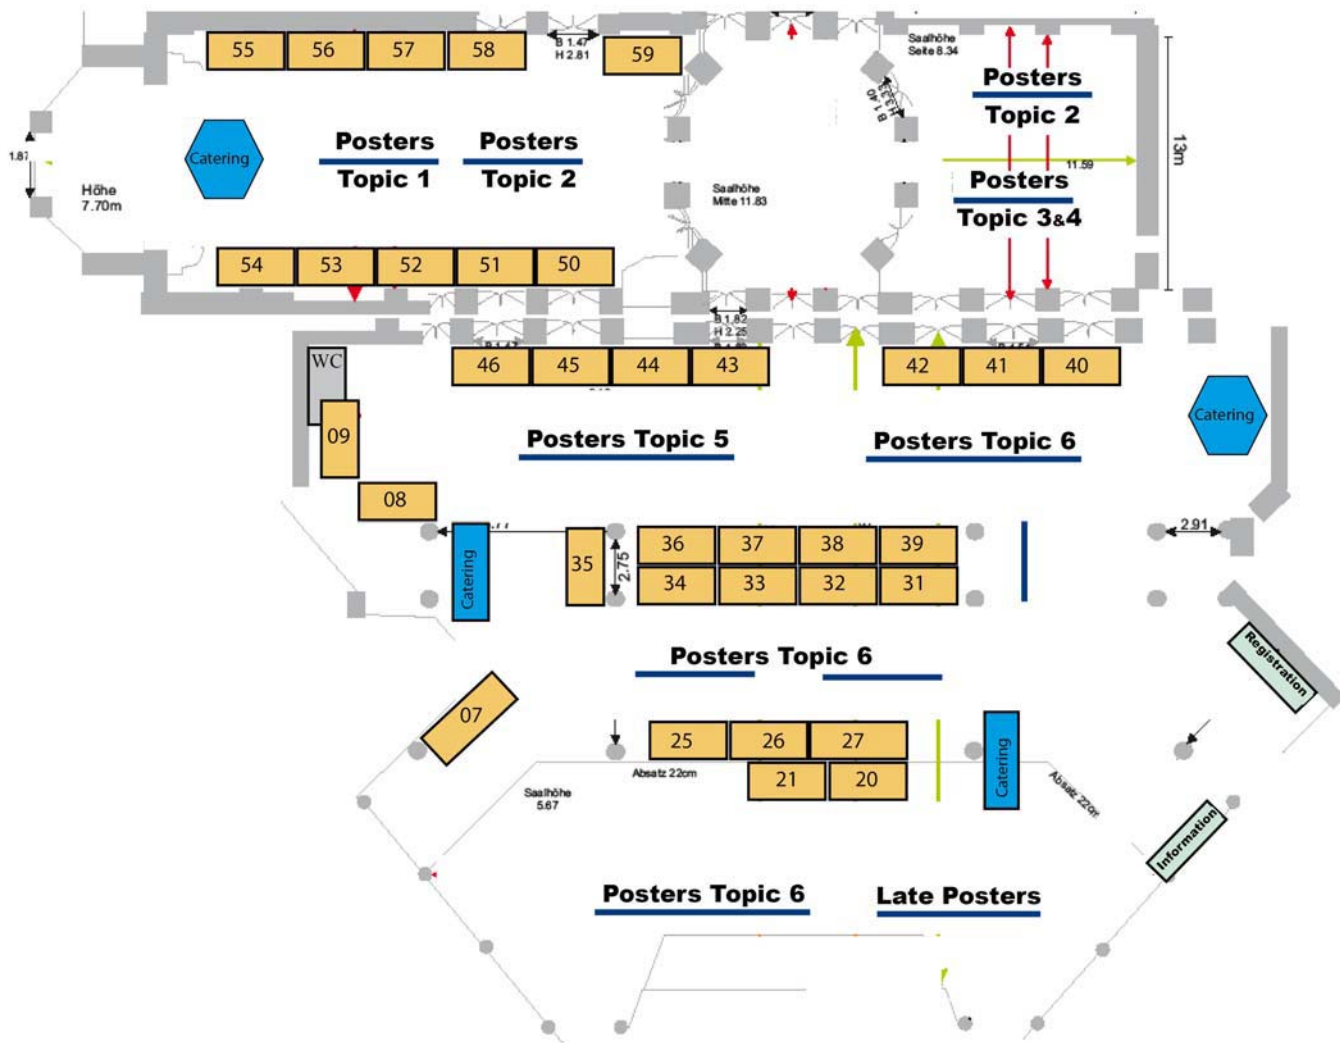 55
56
57
58
B 1.47
H 2.81
59
Saalhöhe
Seite 8.34
B 1.40
H 3.33
Posters
Topic 2
13m
11.59
Catering
Posters
Topic 1
Posters
Topic 2
1.87
Höhe
7.70m
Saalhöhe
Mitte 11.83
Posters
Topic 3&4
54
53
52
51
50
B 1.82
H 2.25
WC
46
45
44
43
42
41
40
Catering
09
Posters Topic 5
Posters Topic 6
08
Catering
35
2.75
36
37
38
39
34
33
32
31
2.91
Posters Topic 6
Registration
07
25
26
27
21
20
Absatz 22cm
Catering
Absatz 22cm
Saalhöhe
5.67
Information
Posters Topic 6
Late Posters